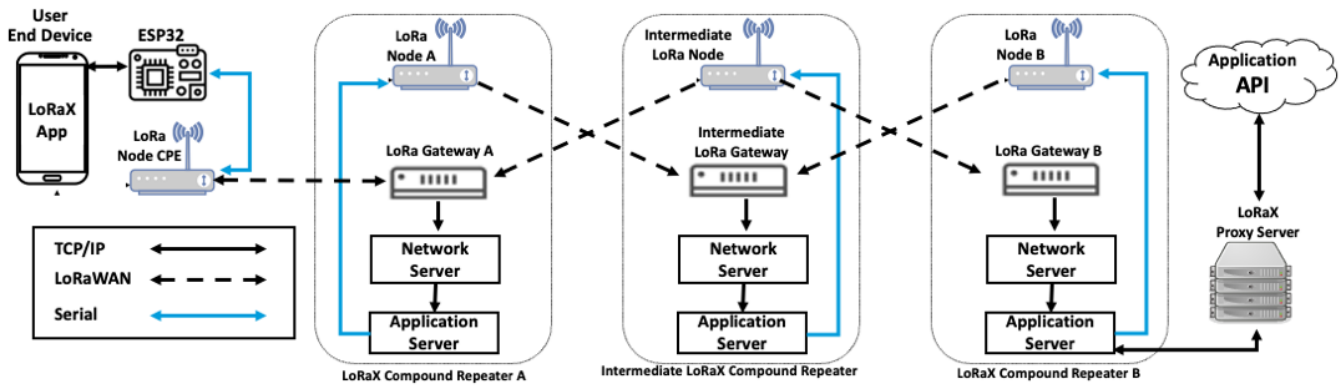 User
End Device
ESP32
LoRaX
App
LoRa
Node CPE
TCP/IP
LoRaWAN
Serial
LoRa
Node A
LoRa Gateway A
Network
Server
Application
Server
LoRaX Compound Repeater A
Intermediate
LoRa Node
Intermediate
LoRa Gateway
Network
Server
Application
Server
Intermediate LoRaX Compound Repeater
LoRa
Node B
LoRa Gateway B
Network
Server
Application
Server
LoRaX Compound Repeater B
Application
API
LoRaX
Proxy Server